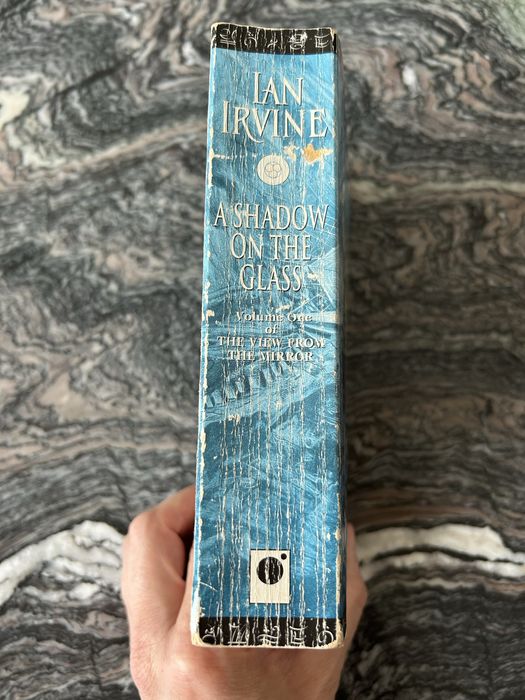 IAN
IRVINE
A SHADOW
ON THE
GLASS
Volume One
of
THE VIEW FROM
THE MIRROR